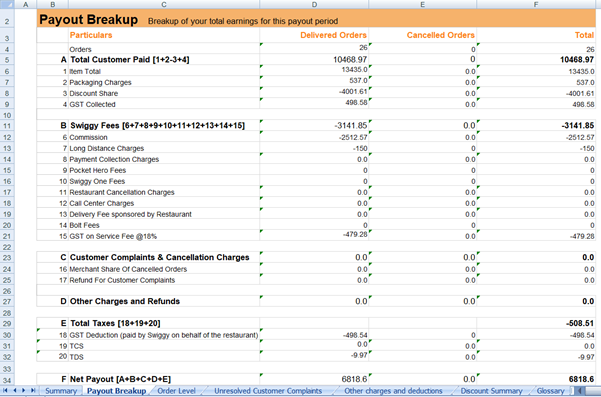 A B C D E F
2 Payout Breakup Breakup of your total earnings for this payout period
3 Particulars Delivered Orders Cancelled Orders Total
4 Orders 26 0 26
5 A Total Customer Paid [1+2-3+4] 10468.97 0 10468.97
6 1 Item Total 13435.0 0.0 13435.0
7 2 Packaging Charges 537.0 0.0 537.0
8 3 Discount Share -4001.61 0.0 -4001.61
9 4 GST Collected 498.58 0.0 498.58
10
11 B Swiggy Fees [6+7+8+9+10+11+12+13+14+15] -3141.85 0.0 -3141.85
12 6 Commission -2512.57 0.0 -2512.57
13 7 Long Distance Charges -150 0.0 -150
14 8 Payment Collection Charges 0.0 0.0 0.0
15 9 Pocket Hero Fees 0 0 0
16 10 Swiggy One Fees 0 0 0
17 11 Restaurant Cancellation Charges 0.0 0.0 0.0
18 12 Call Center Charges 0.0 0.0 0.0
19 13 Delivery Fee sponsored by Restaurant 0.0 0.0 0.0
20 14 Bolt Fees 0 0 0
21 15 GST on Service Fee @18% -479.28 0.0 -479.28
22
23 C Customer Complaints & Cancellation Charges 0.0 0.0 0.0
24 16 Merchant Share Of Cancelled Orders 0.0 0.0 0.0
25 17 Refund For Customer Complaints 0.0 0.0 0.0
26
27 D Other Charges and Refunds 0.0 0.0 0.0
28
29 E Total Taxes [18+19+20] -508.51
30 18 GST Deduction (paid by Swiggy on behalf of the restaurant) -498.54 0 -498.54
31 19 TCS 0.0 0.0 0.0
32 20 TDS -9.97 0.0 -9.97
33
34 F Net Payout [A+B+C+D+E] 6818.6 0.0 6818.6
Summary Payout Breakup Order Level Unresolved Customer Complaints Other charges and deductions Discount Summary Glossary